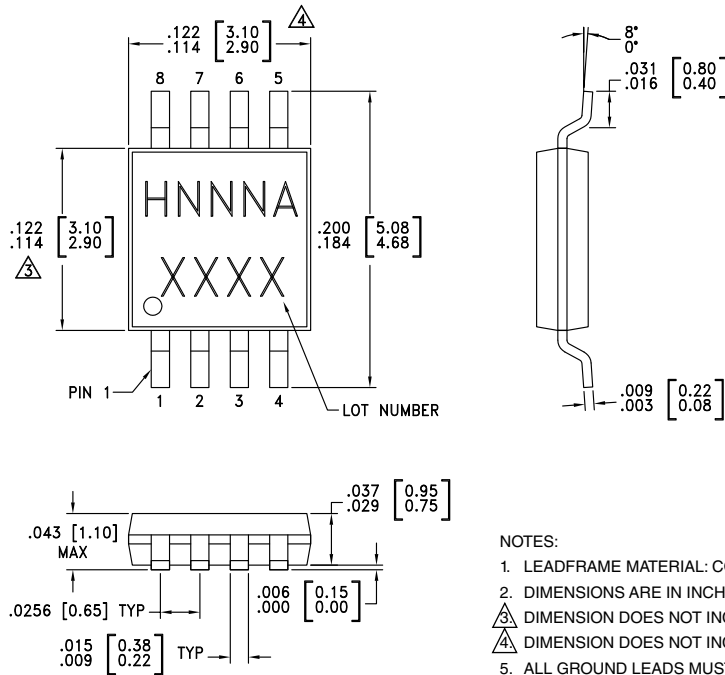 4
.122 [3.10]
.114 [2.90]
8 7 6 5
HNNNA
XXXX
.122 [3.10]
.114 [2.90]
3
.200 [5.08]
.184 [4.68]
PIN 1
1 2 3 4
LOT NUMBER
8°
0°
.031 [0.80]
.016 [0.40]
.009 [0.22]
.003 [0.08]
.043 [1.10]
MAX
.037 [0.95]
.029 [0.75]
.0256 [0.65] TYP
.006 [0.15]
.000 [0.00]
.015 [0.38]
.009 [0.22]
TYP
NOTES:
1. LEADFRAME MATERIAL: CO
2. DIMENSIONS ARE IN INCH
3. DIMENSION DOES NOT INC
4. DIMENSION DOES NOT INC
5. ALL GROUND LEADS MUST